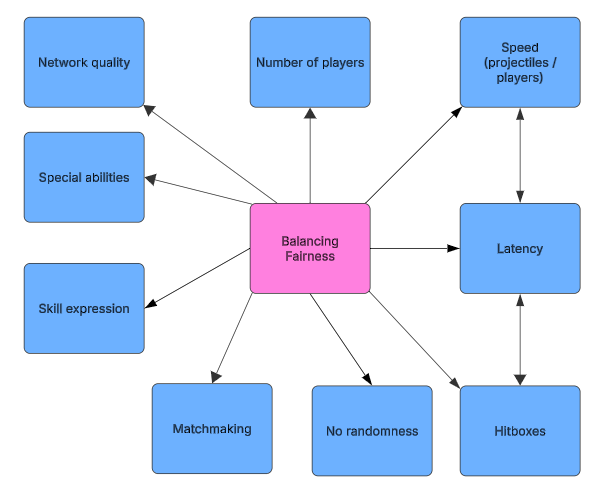 Network quality
Number of players
Speed
(projectiles /
players)
Special abilities
Balancing
Fairness
Latency
Skill expression
Matchmaking
No randomness
Hitboxes